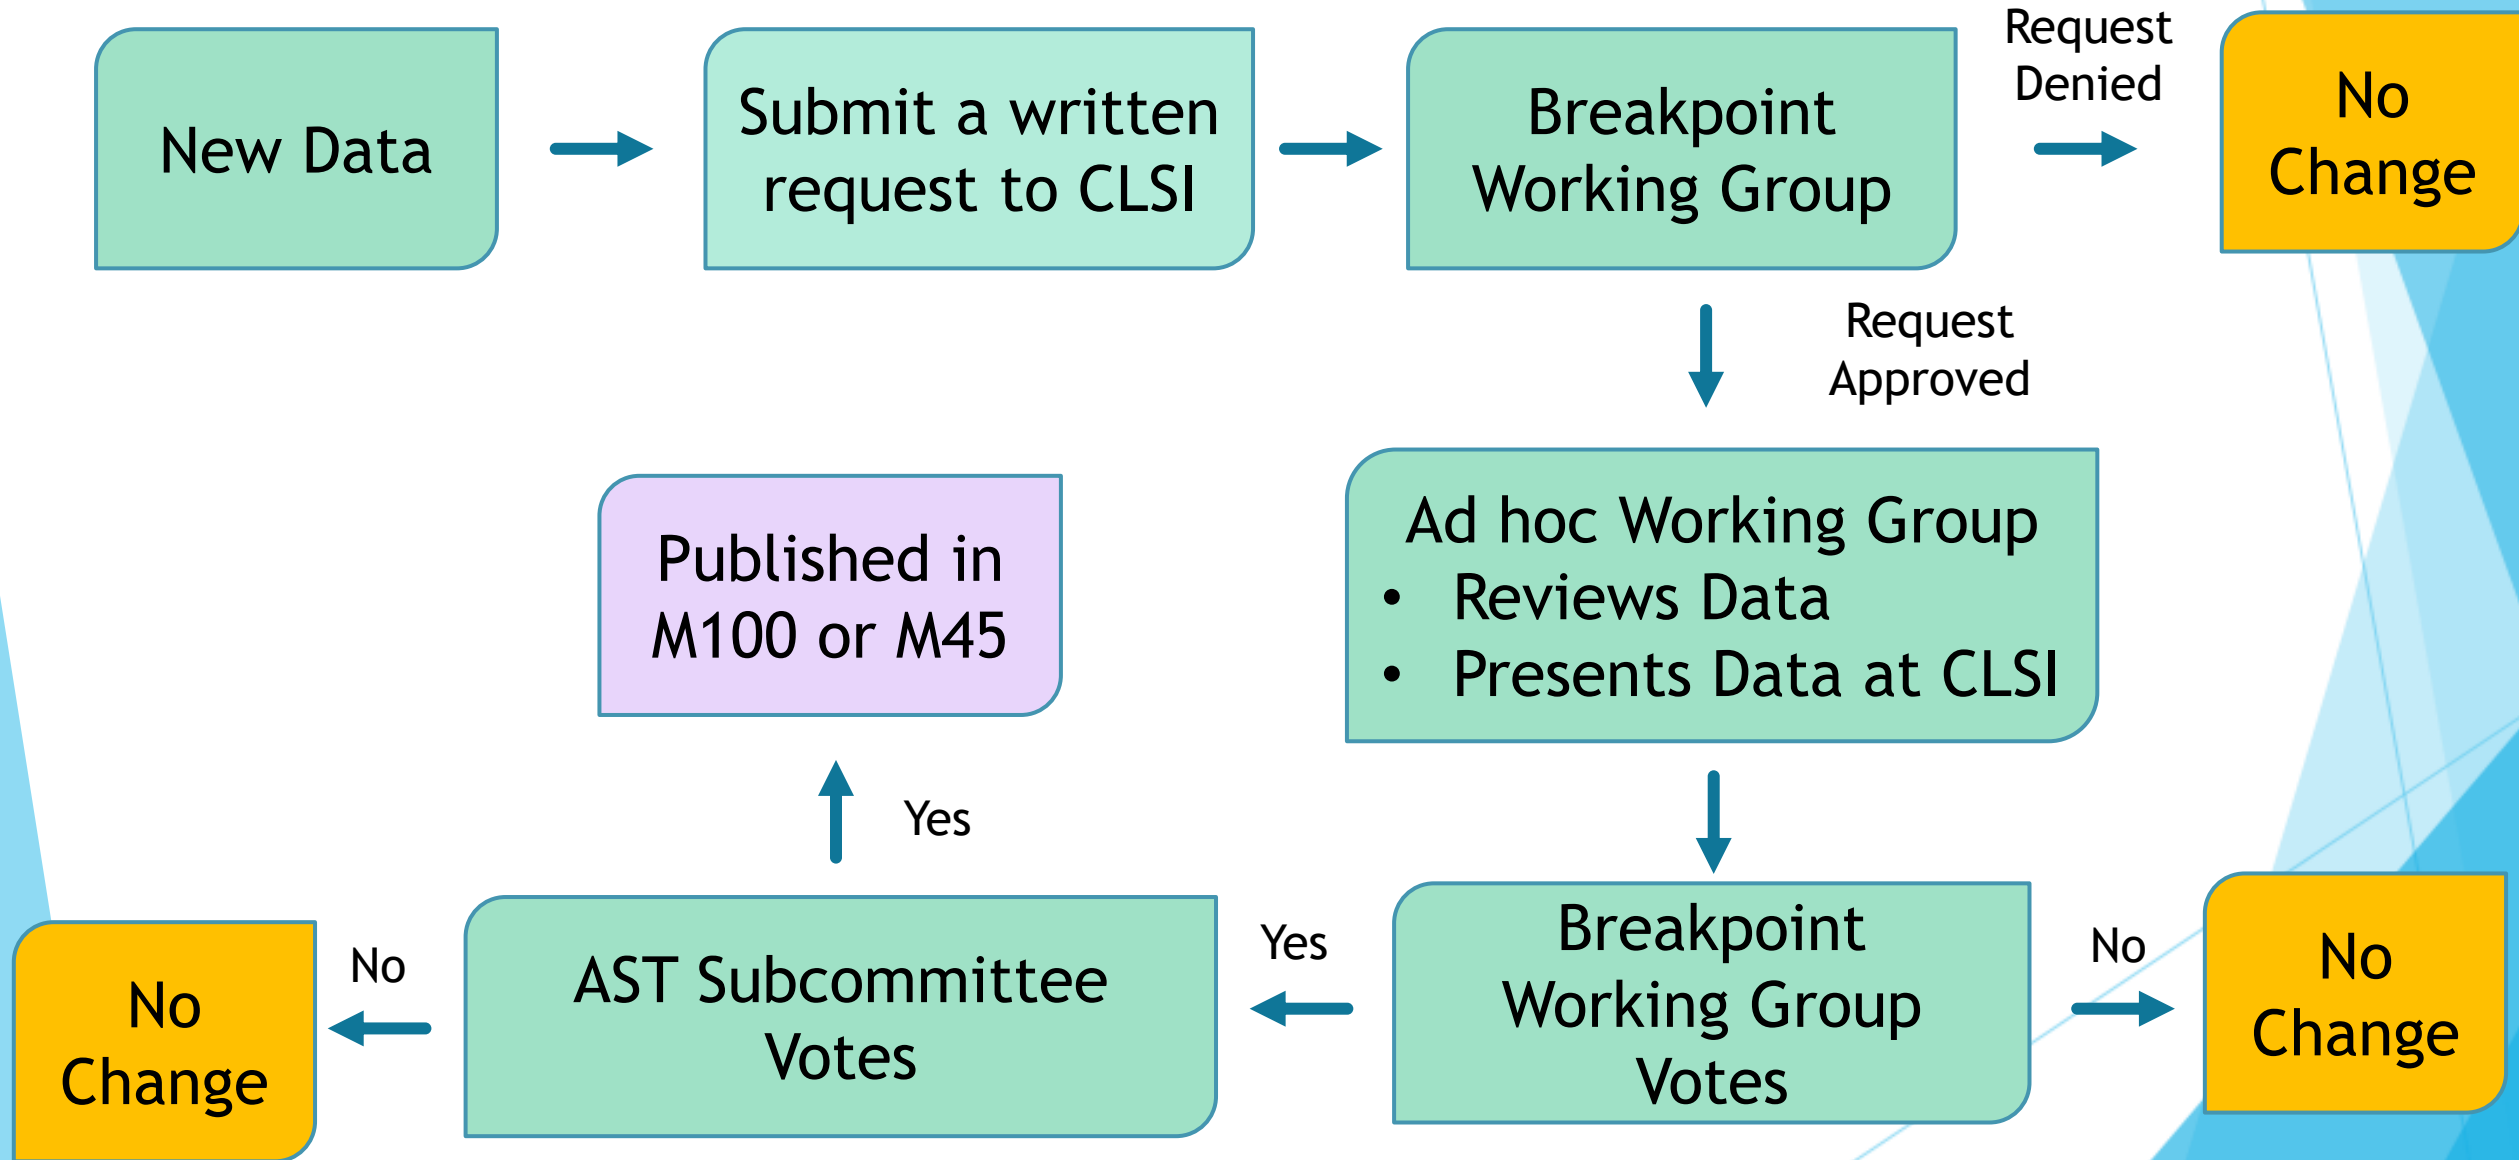 New Data
Submit a written
request to CLSI
Breakpoint
Working Group
Request
Denied
No
Change
Request
Approved
Ad hoc Working Group
• Reviews Data
• Presents Data at CLSI
Published in
M100 or M45
Yes
Breakpoint
Working Group
Votes
No
No
Change
Yes
AST Subcommittee
Votes
No
No
Change